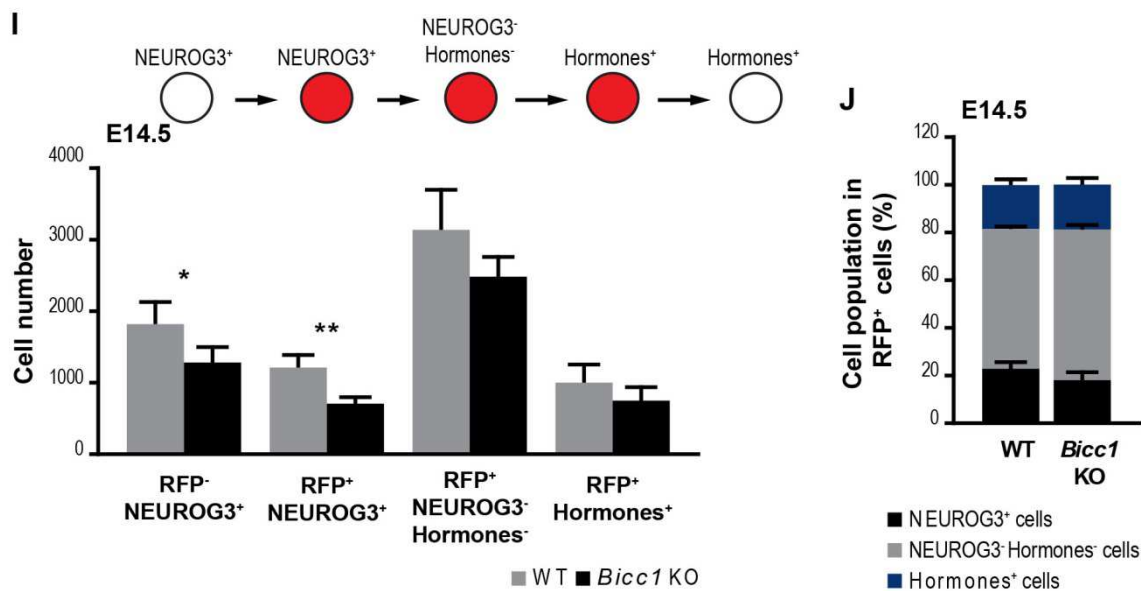 I
NEUROG3⁺
NEUROG3⁺
NEUROG3⁻
Hormones⁻
Hormones⁺
Hormones⁺
E14.5
Cell number
4000
3000
2000
1000
0
*
**
RFP⁻
NEUROG3⁺
RFP⁺
NEUROG3⁺
RFP⁺
NEUROG3⁻
Hormones⁻
RFP⁺
Hormones⁺
WT
Bicc1 KO
J
E14.5
Cell population in
RFP⁺ cells (%)
120
100
80
60
40
20
0
WT
Bicc1
KO
NEUROG3⁺ cells
NEUROG3⁻ Hormones⁻ cells
Hormones⁺ cells